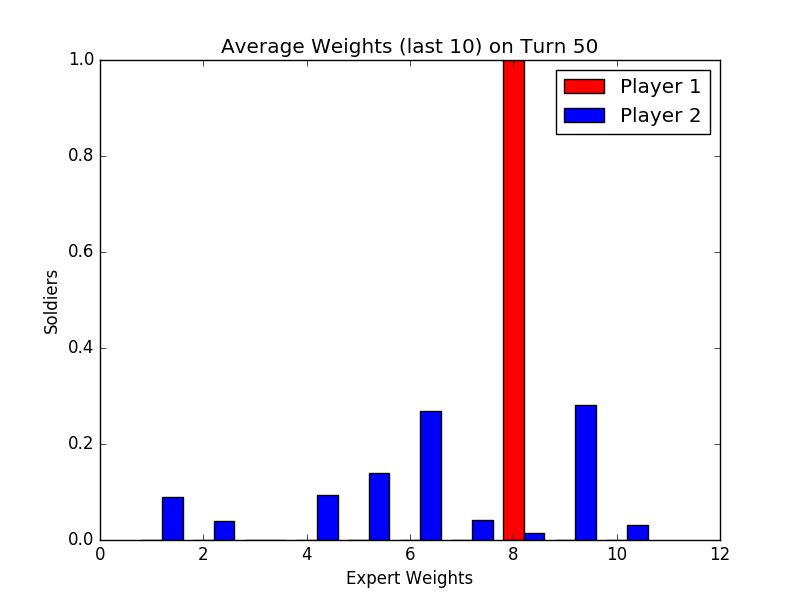 Average Weights (last 10) on Turn 50
Player 1
Player 2
1.0
0.8
0.6
0.4
0.2
0.0
Soldiers
0 2 4 6 8 10 12
Expert Weights